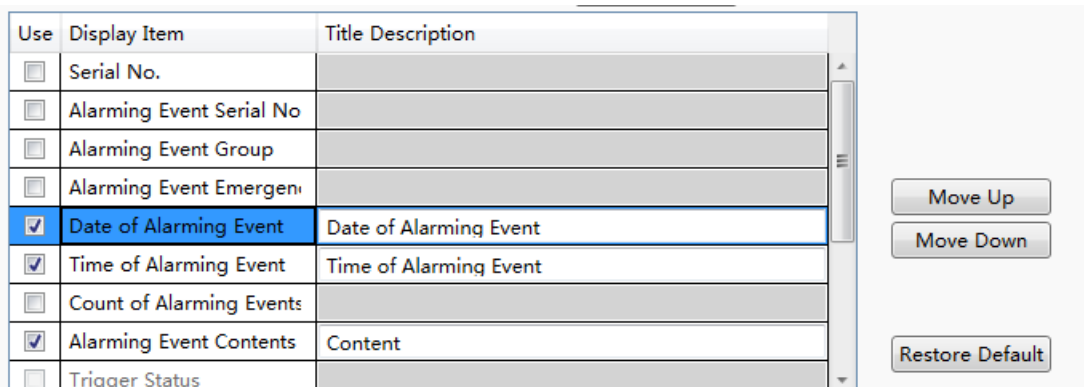 Use Display Item Title Description
Serial No.
Alarming Event Serial No
Alarming Event Group
Alarming Event
Date of Alarming Event Date of Alarming Event
Time of Alarming Event Time of Alarming Event
Count of Alarming Events
Alarming Event Contents Content
Trigger Status
Move Up
Move Down
Restore Default